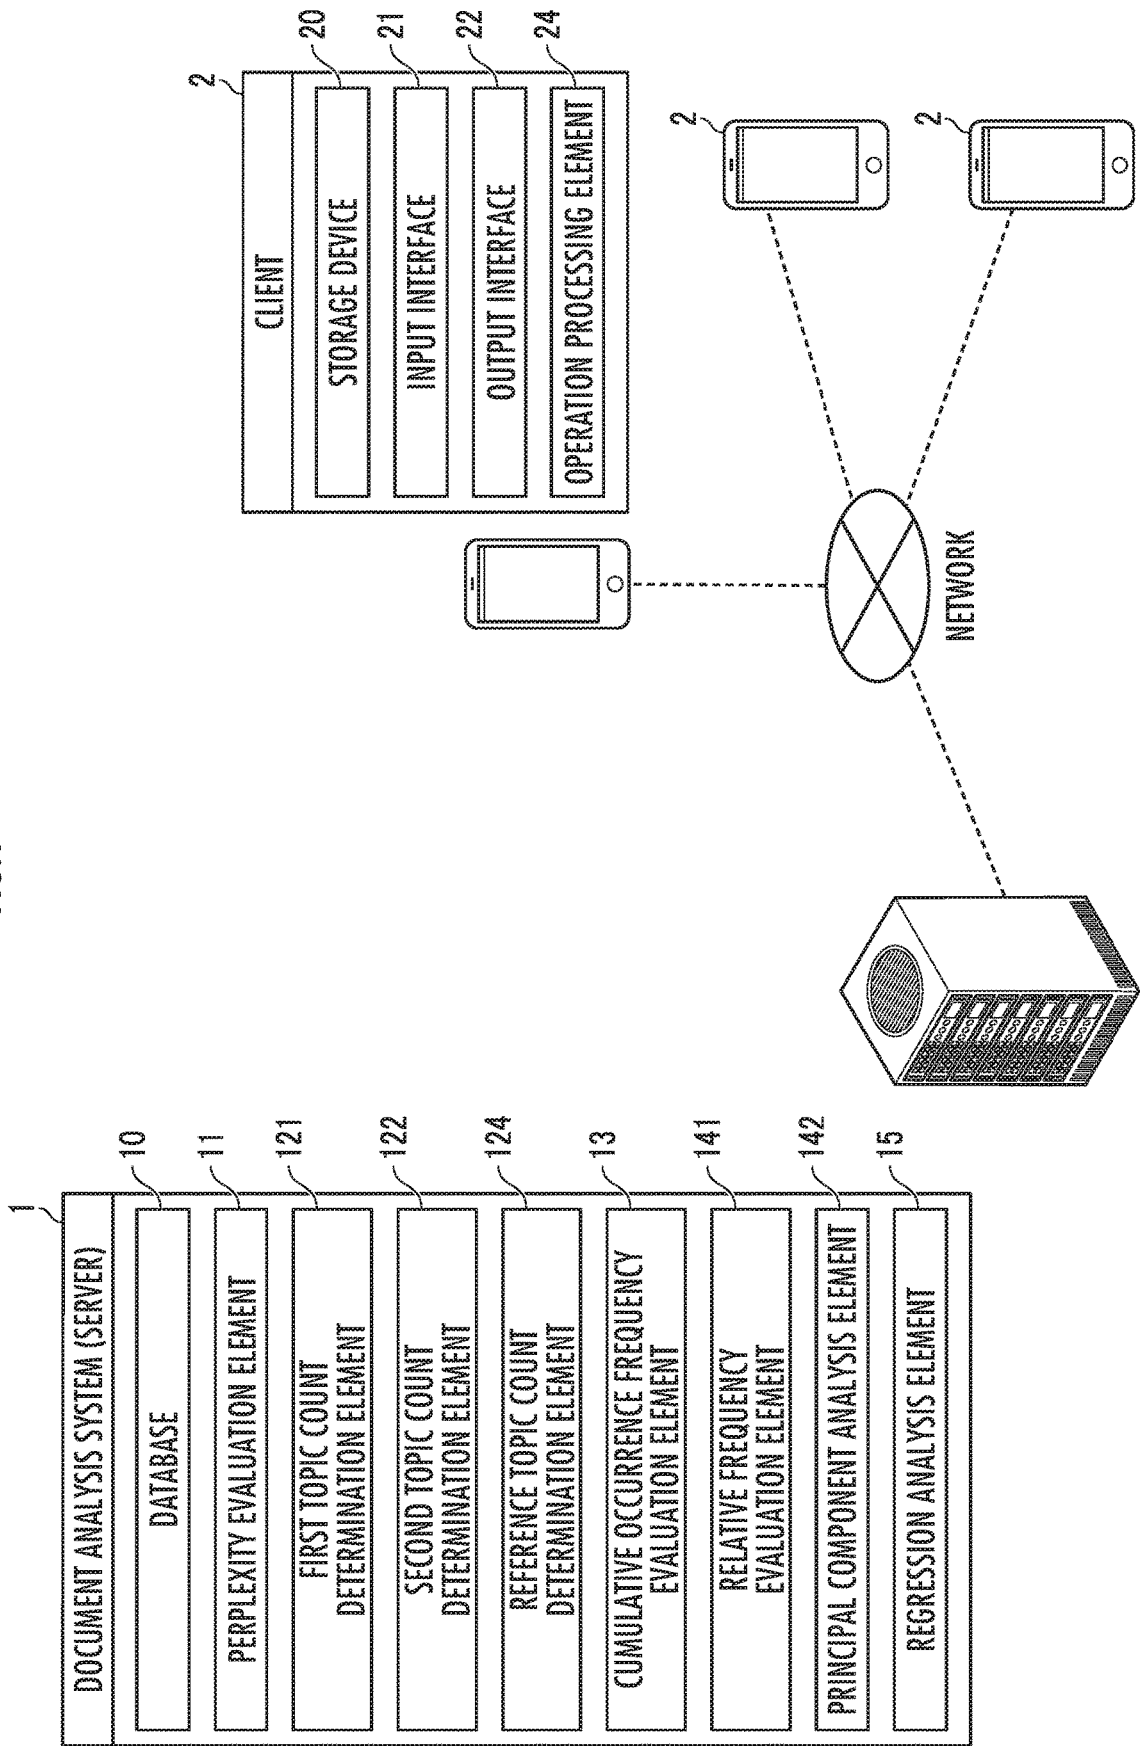 1
DOCUMENT ANALYSIS SYSTEM (SERVER)
DATABASE
10
PERPLEXITY EVALUATION ELEMENT
11
FIRST TOPIC COUNT
DETERMINATION ELEMENT
121
SECOND TOPIC COUNT
DETERMINATION ELEMENT
122
REFERENCE TOPIC COUNT
DETERMINATION ELEMENT
124
CUMULATIVE OCCURRENCE FREQUENCY
EVALUATION ELEMENT
13
RELATIVE FREQUENCY
EVALUATION ELEMENT
141
PRINCIPAL COMPONENT ANALYSIS ELEMENT
142
REGRESSION ANALYSIS ELEMENT
15
2
CLIENT
STORAGE DEVICE
20
INPUT INTERFACE
21
OUTPUT INTERFACE
22
OPERATION PROCESSING ELEMENT
24
2
2
NETWORK